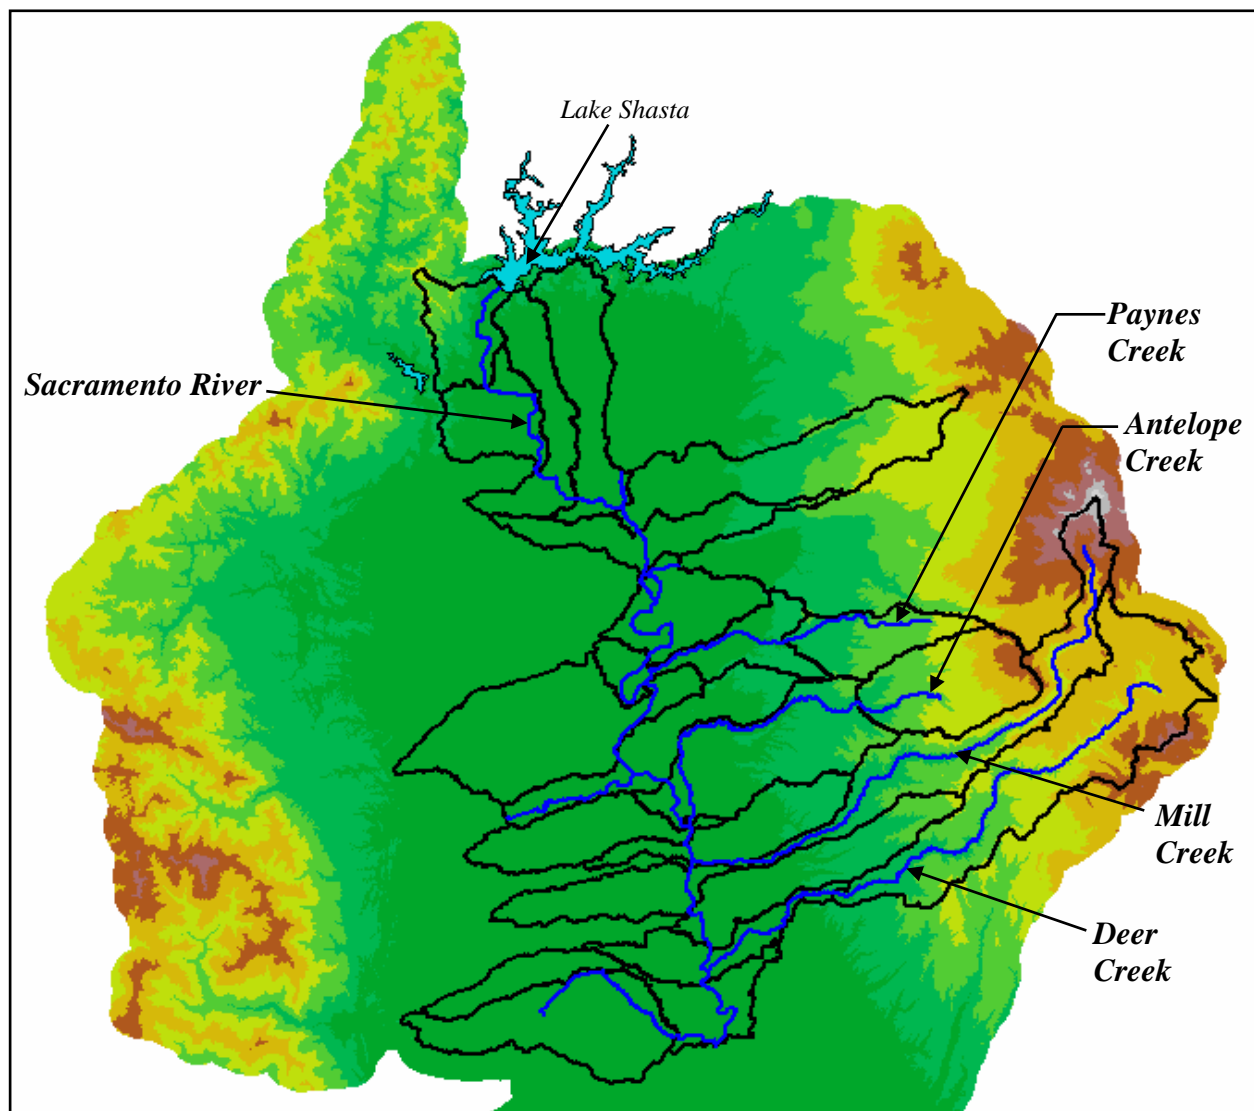 Lake Shasta
Paynes
Creek
Sacramento River
Antelope
Creek
Mill
Creek
Deer
Creek